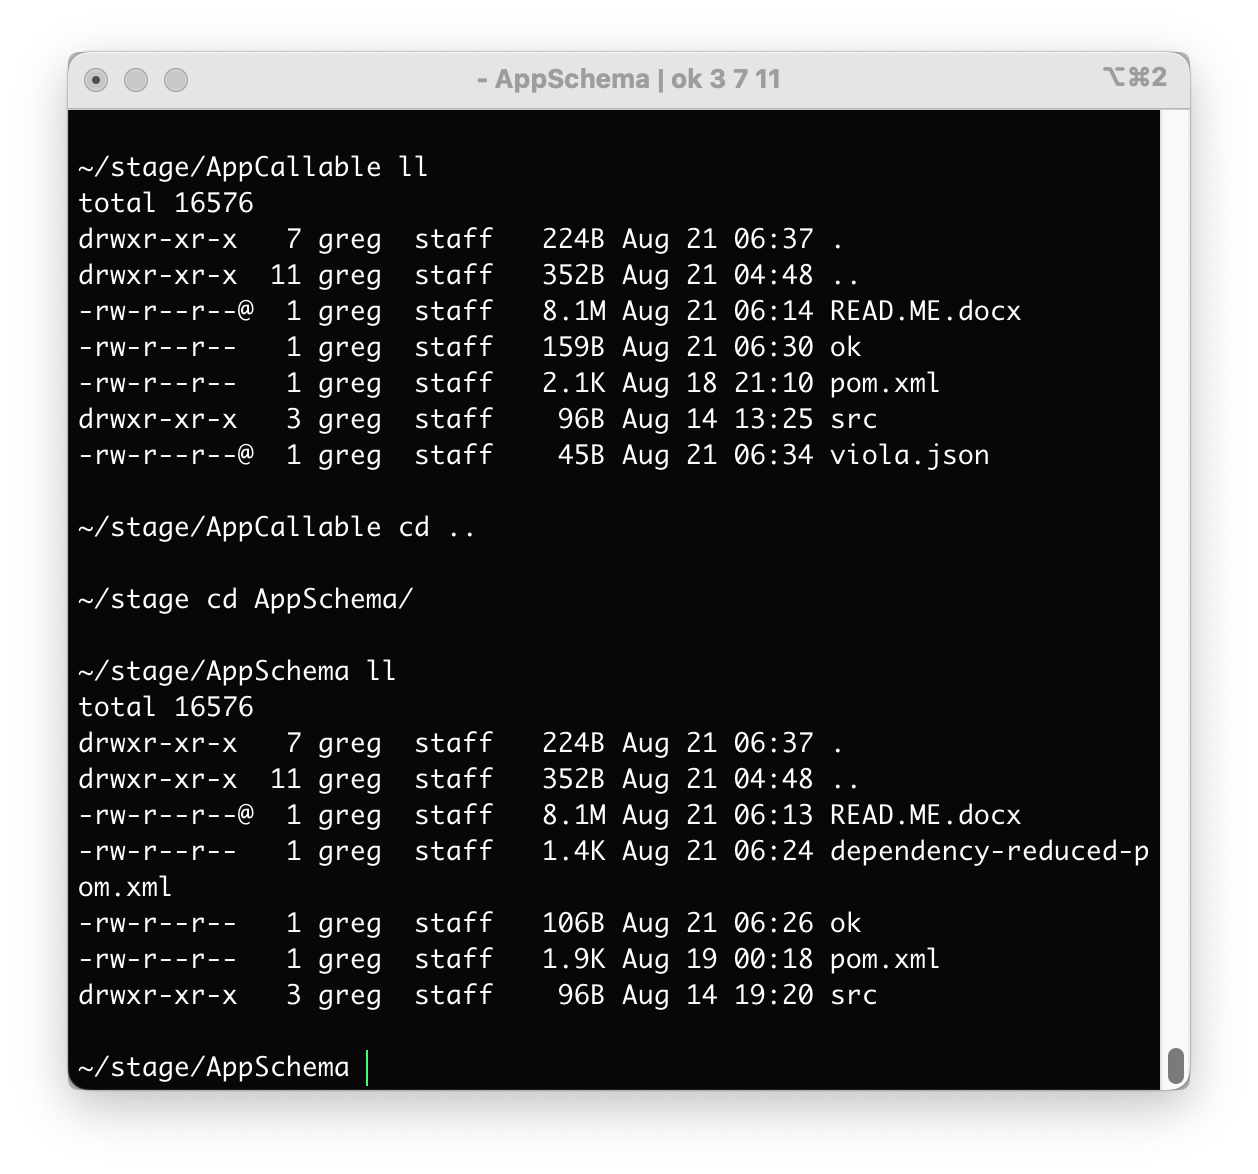 - AppSchema | ok 3 7 11 ⌥⌘2
~/stage/AppCallable ll
total 16576
drwxr-xr-x   7 greg  staff   224B Aug 21 06:37 .
drwxr-xr-x  11 greg  staff   352B Aug 21 04:48 ..
-rw-r--r--@  1 greg  staff   8.1M Aug 21 06:14 READ.ME.docx
-rw-r--r--   1 greg  staff   159B Aug 21 06:30 ok
-rw-r--r--   1 greg  staff   2.1K Aug 18 21:10 pom.xml
drwxr-xr-x   3 greg  staff    96B Aug 14 13:25 src
-rw-r--r--@  1 greg  staff    45B Aug 21 06:34 viola.json
~/stage/AppCallable cd ..
~/stage cd AppSchema/
~/stage/AppSchema ll
total 16576
drwxr-xr-x   7 greg  staff   224B Aug 21 06:37 .
drwxr-xr-x  11 greg  staff   352B Aug 21 04:48 ..
-rw-r--r--@  1 greg  staff   8.1M Aug 21 06:13 READ.ME.docx
-rw-r--r--   1 greg  staff   1.4K Aug 21 06:24 dependency-reduced-p
om.xml
-rw-r--r--   1 greg  staff   106B Aug 21 06:26 ok
-rw-r--r--   1 greg  staff   1.9K Aug 19 00:18 pom.xml
drwxr-xr-x   3 greg  staff    96B Aug 14 19:20 src
~/stage/AppSchema